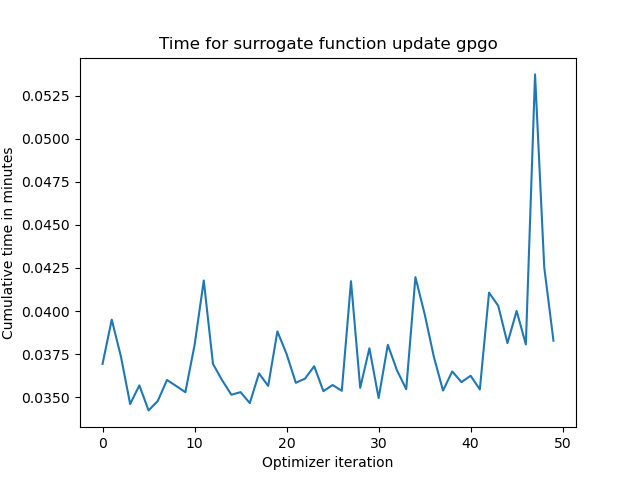 Time for surrogate function update gpgo
Cumulative time in minutes
0.0525
0.0500
0.0475
0.0450
0.0425
0.0400
0.0375
0.0350
0 10 20 30 40 50
Optimizer iteration